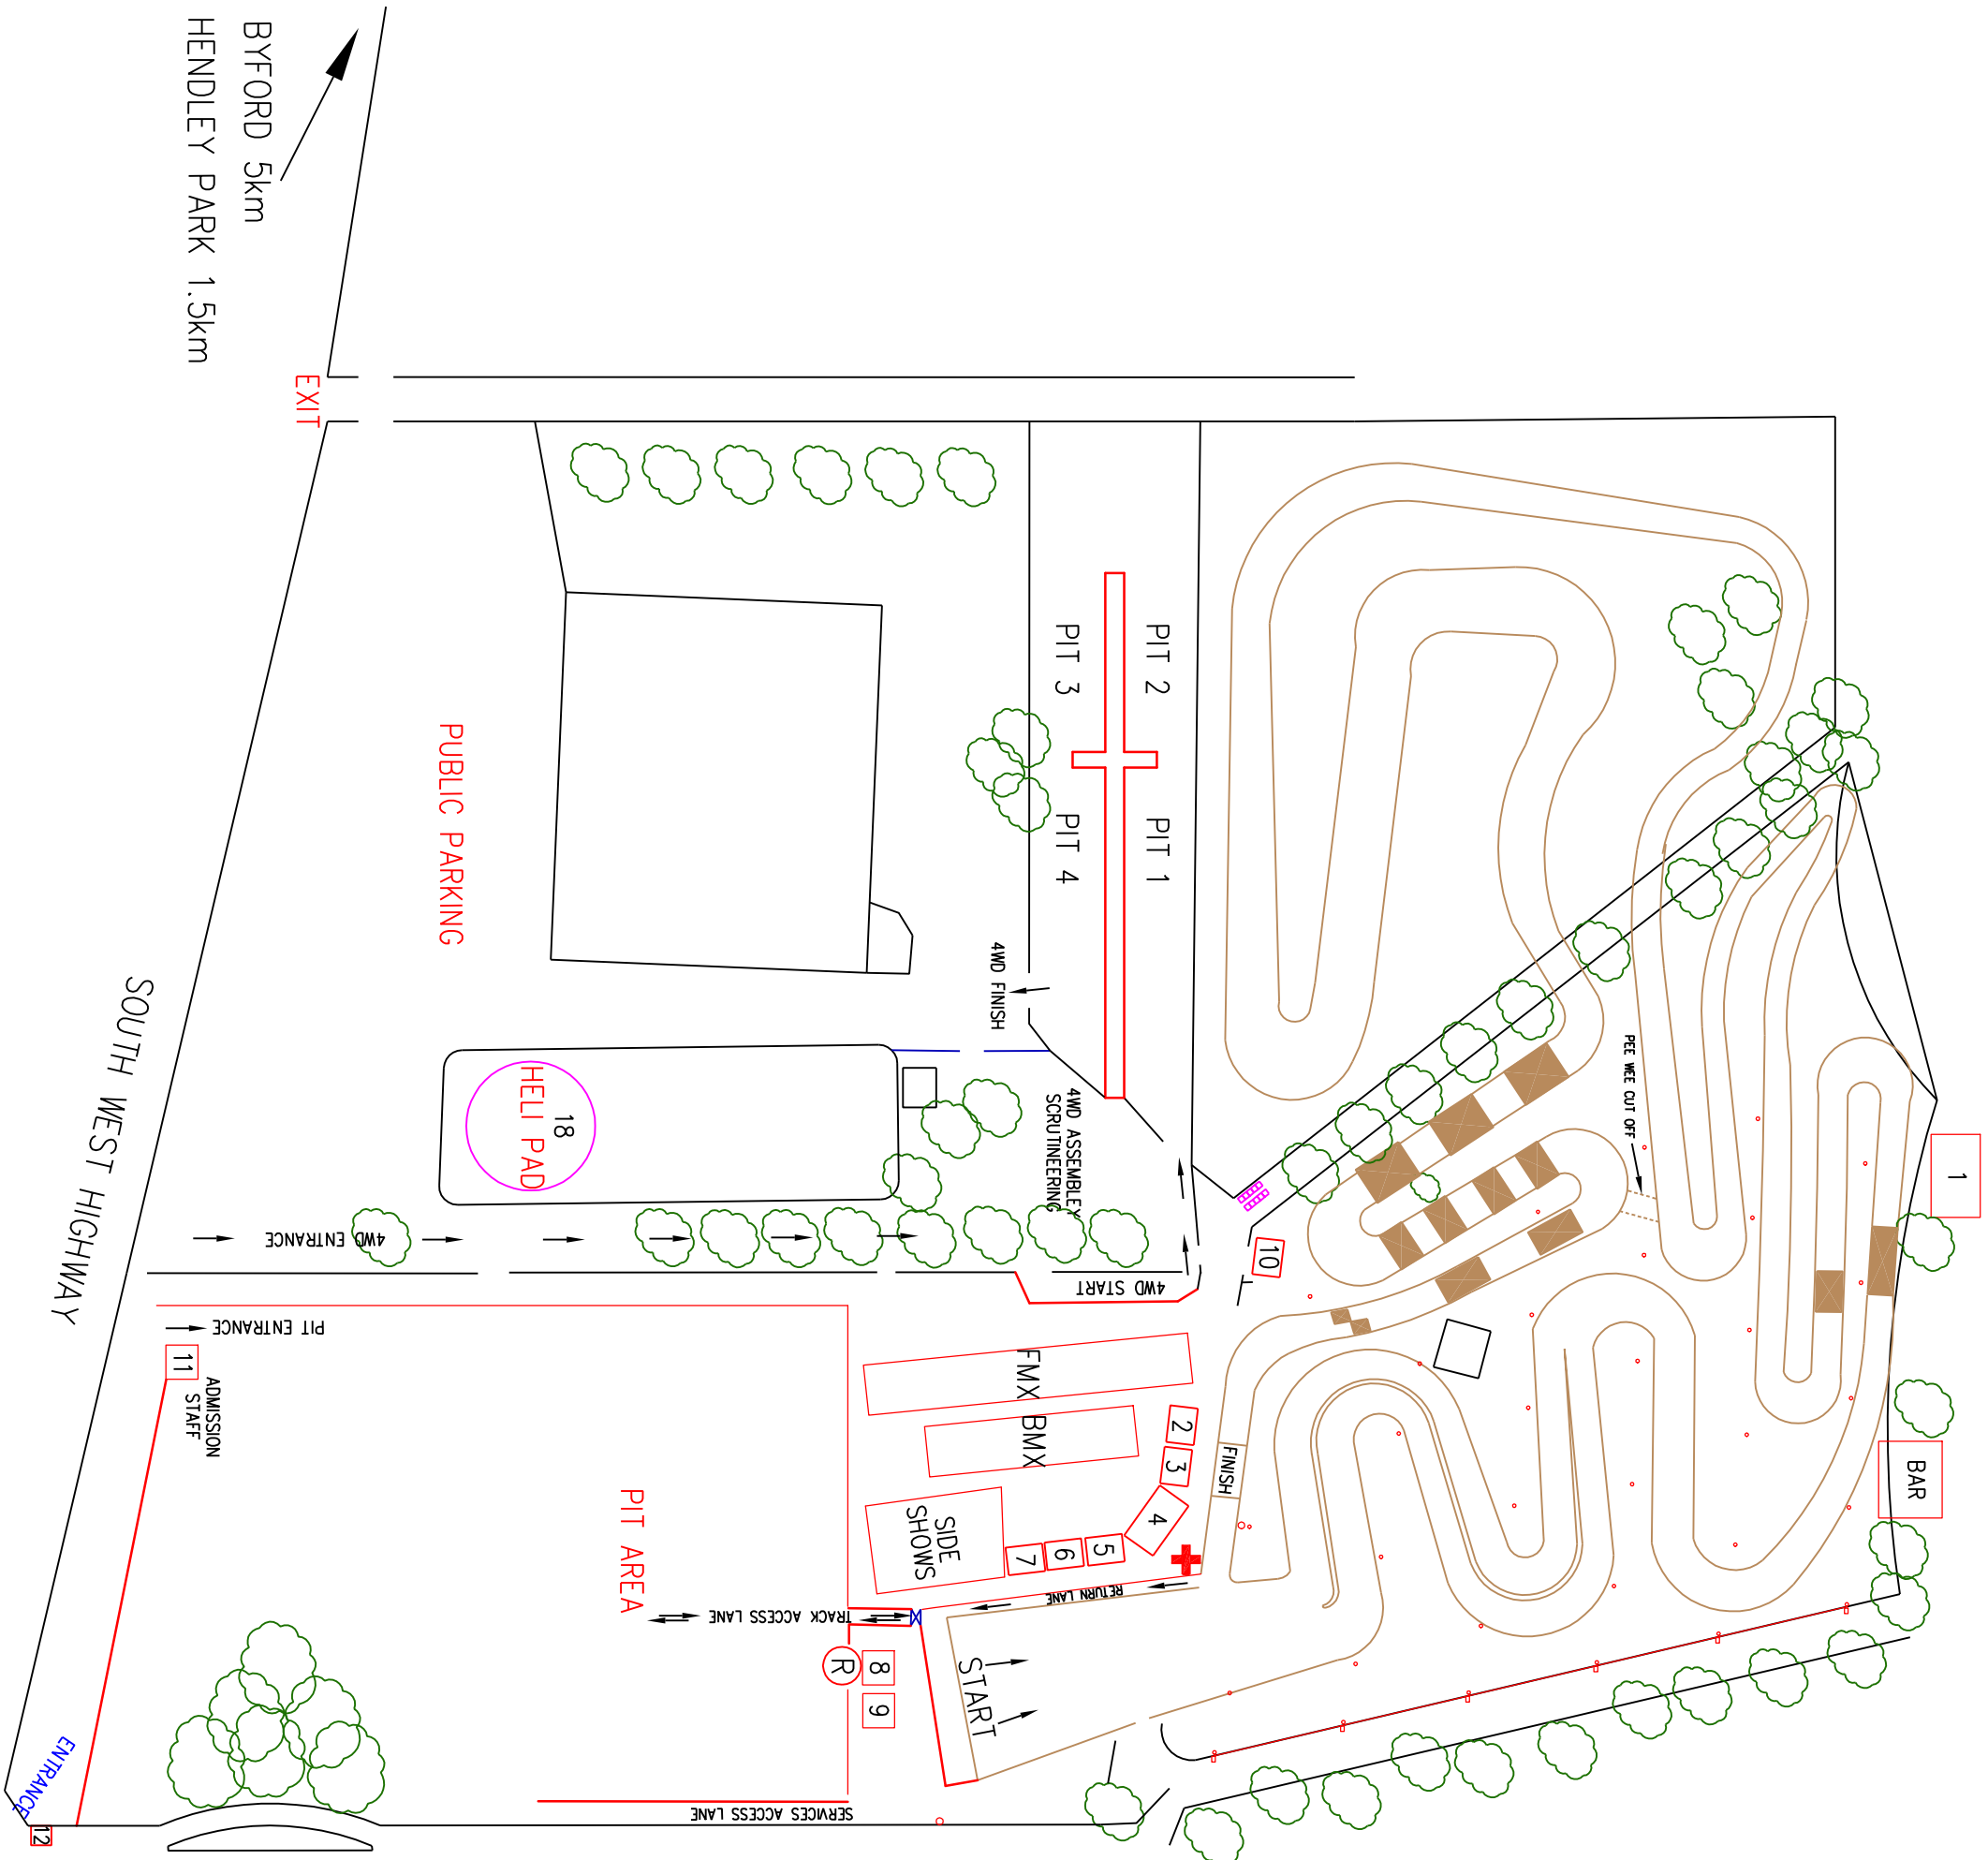 BYFORD 5km
HENDLEY PARK 1.5km
EXIT
SOUTH WEST HIGHWAY
PUBLIC PARKING
PIT 2
PIT 3
PIT 1
PIT 4
4WD FINISH
4WD ASSEMBLEY
SCRUTINEERING
18
HELI PAD
4WD ENTRANCE
4WD START
PIT ENTRANCE
11
ADMISSION
STAFF
PEE WEE CUT OFF
1
10
BAR
FMX
BMX
SIDE
SHOWS
2
3
4
5
6
7
FINISH
RETURN LANE
PIT AREA
TRACK ACCESS LANE
R
8
9
START
SERVICES ACCESS LANE
ENTRANCE
12